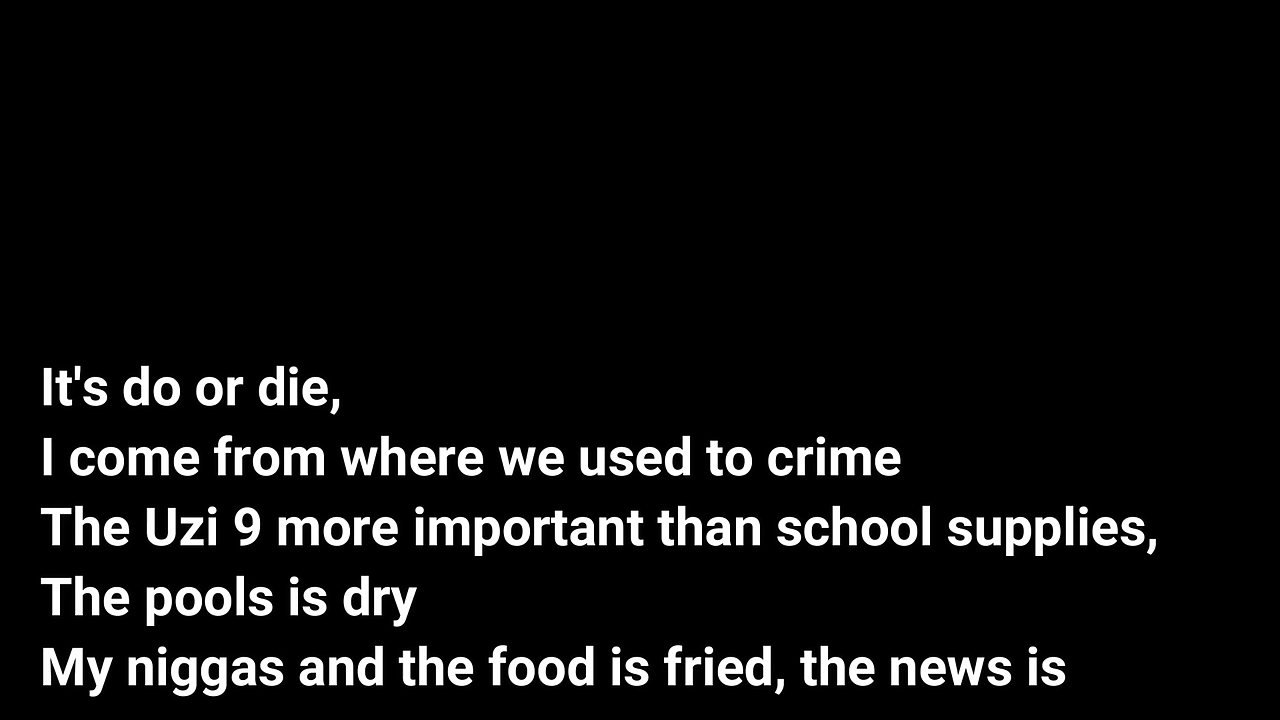 It's do or die,
I come from where we used to crime
The Uzi 9 more important than school supplies,
The pools is dry
My niggas and the food is fried, the news is